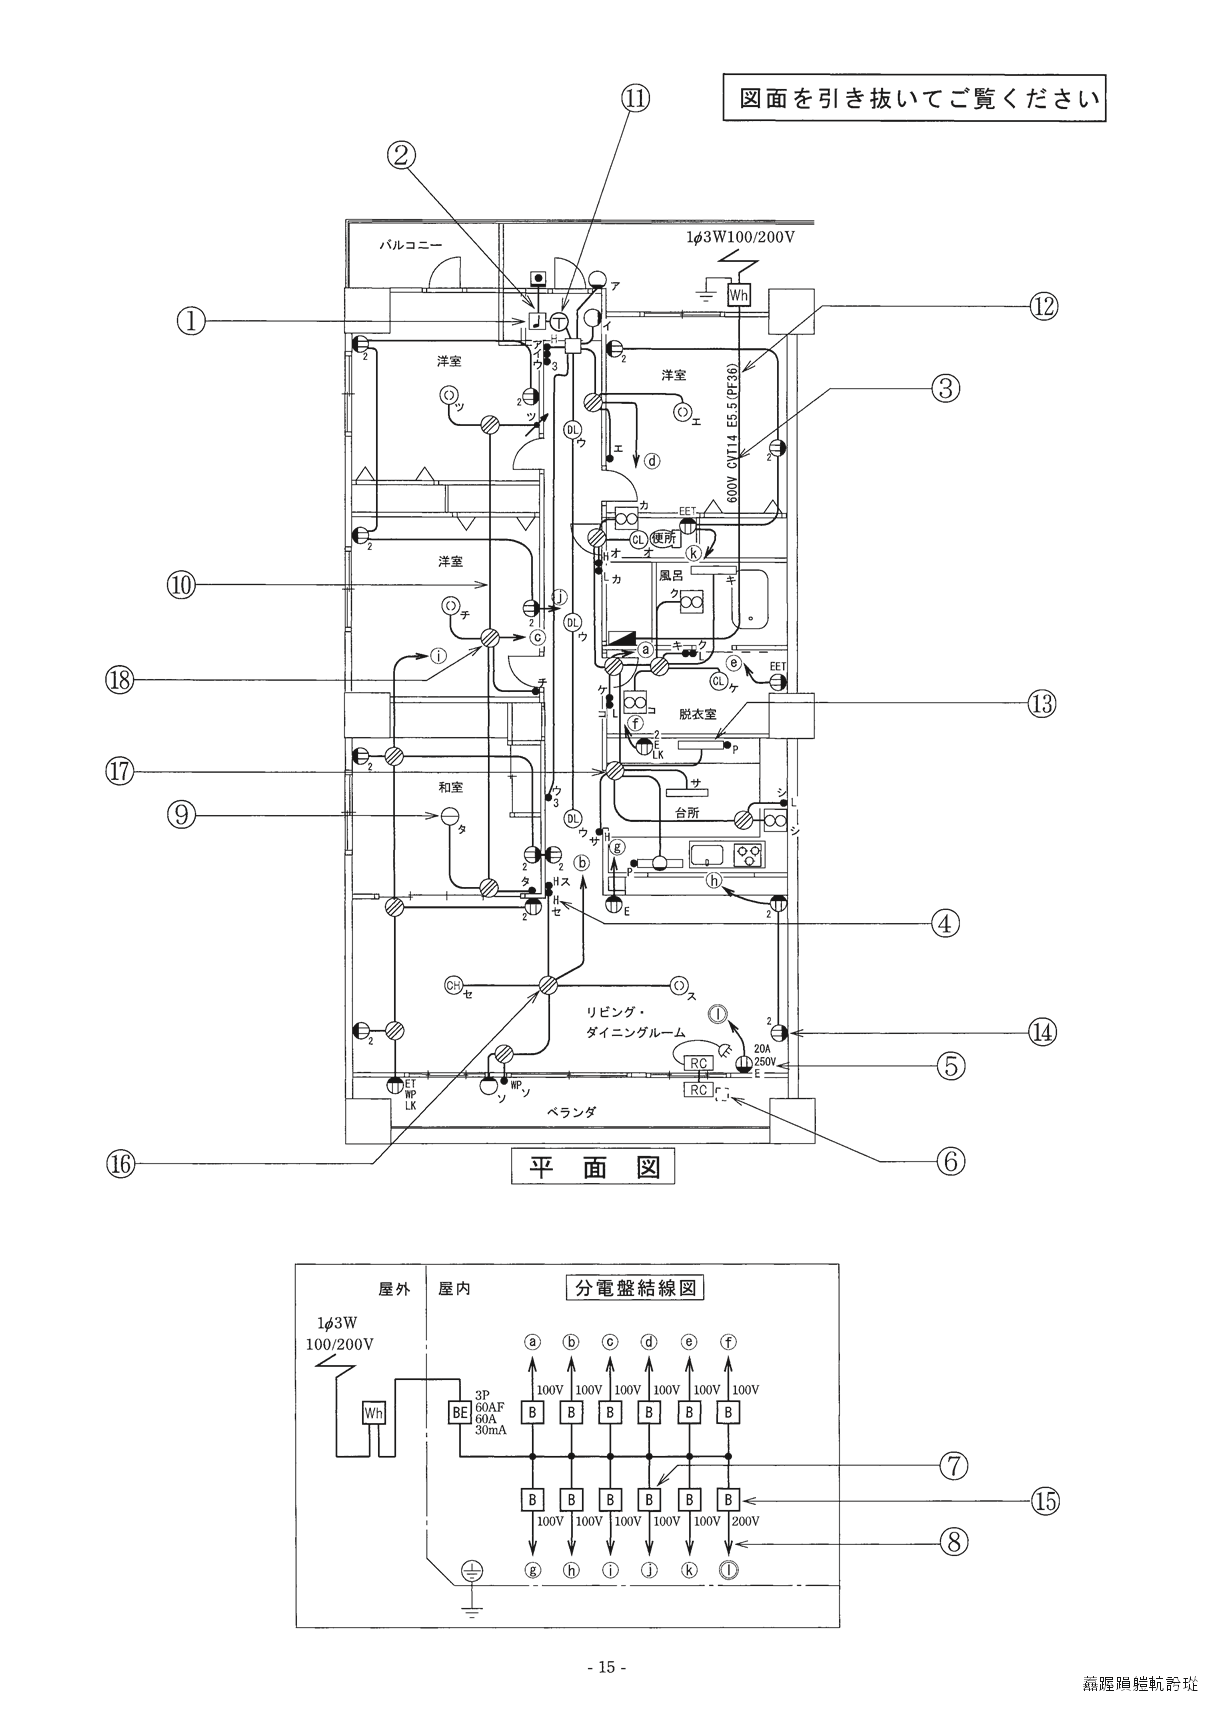 図面を引き抜いてご覧ください
⑪
②
バルコニー
1φ3W100/200V
ア
Wh
①
T
イ
⑫
H
2
アイウ
3
2
洋室
洋室
③
ツ
2
ツ
DL
ウ
エ
エ
ⓓ
2
600V CVT14 E5.5(PF36)
カ
EET
2
洋室
CL
便所
オ
オ
H
L
カ
ⓚ
⑩
風呂
キ
ⓙ
ク
チ
2
DL
ウ
ⓒ
キ
ク
L
ⓐ
ⓘ
ⓔ
EET
⑱
チ
ケ
コ
L
CL
ケ
コ
脱衣室
⑬
ⓕ
2
E
LK
P
⑰
2
和室
ウ
3
サ
シ
L
⑨
タ
DL
ウ
サ
H
台所
シ
ⓖ
2
2
ⓑ
P
ⓗ
タ
H
ス
H
セ
2
E
2
④
CH
セ
ス
リビング・
ダイニングルーム
Ⓘ
2
⑭
2
20A
250V
E
⑤
RC
ET
WP
LK
ソ
WP
ソ
RC
ベランダ
⑯
⑥
平面図
屋外
屋内
分電盤結線図
1φ3W
100/200V
ⓐ ⓑ ⓒ ⓓ ⓔ ⓕ
100V 100V 100V 100V 100V 100V
Wh
BE
3P
60AF
60A
30mA
B B B B B B
⑦
B B B B B B
⑮
100V 100V 100V 100V 100V 200V
⑧
ⓖ ⓗ ⓘ ⓙ ⓚ Ⓘ
- 15 -